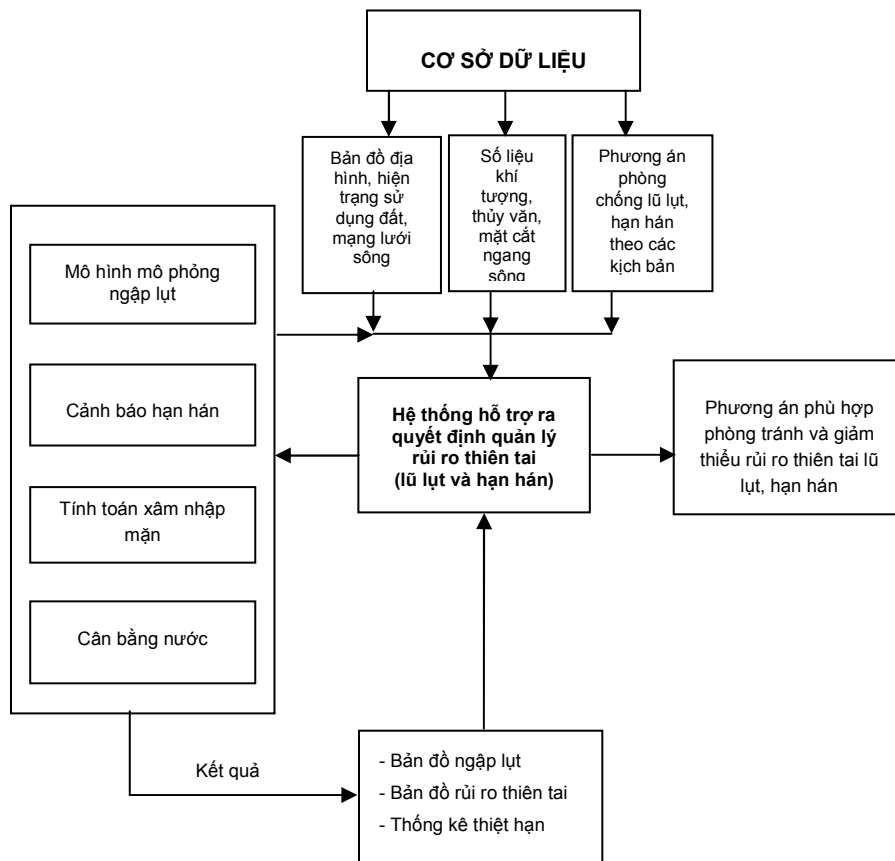 CƠ SỞ DỮ LIỆU
Bản đồ địa
hình, hiện
trạng sử
dụng đất,
mạng lưới
sông
Số liệu
khí
tượng,
thủy văn,
mặt cắt
ngang
sông
Phương án
phòng
chống lũ lụt,
hạn hán
theo các
kịch bản
Mô hình mô phỏng
ngập lụt
Cảnh báo hạn hán
Tính toán xâm nhập
mặn
Cân bằng nước
Hệ thống hỗ trợ ra
quyết định quản lý
rủi ro thiên tai
(lũ lụt và hạn hán)
Phương án phù hợp
phòng tránh và giảm
thiểu rủi ro thiên tai lũ
lụt, hạn hán
Kết quả
- Bản đồ ngập lụt
- Bản đồ rủi ro thiên tai
- Thống kê thiệt hạn